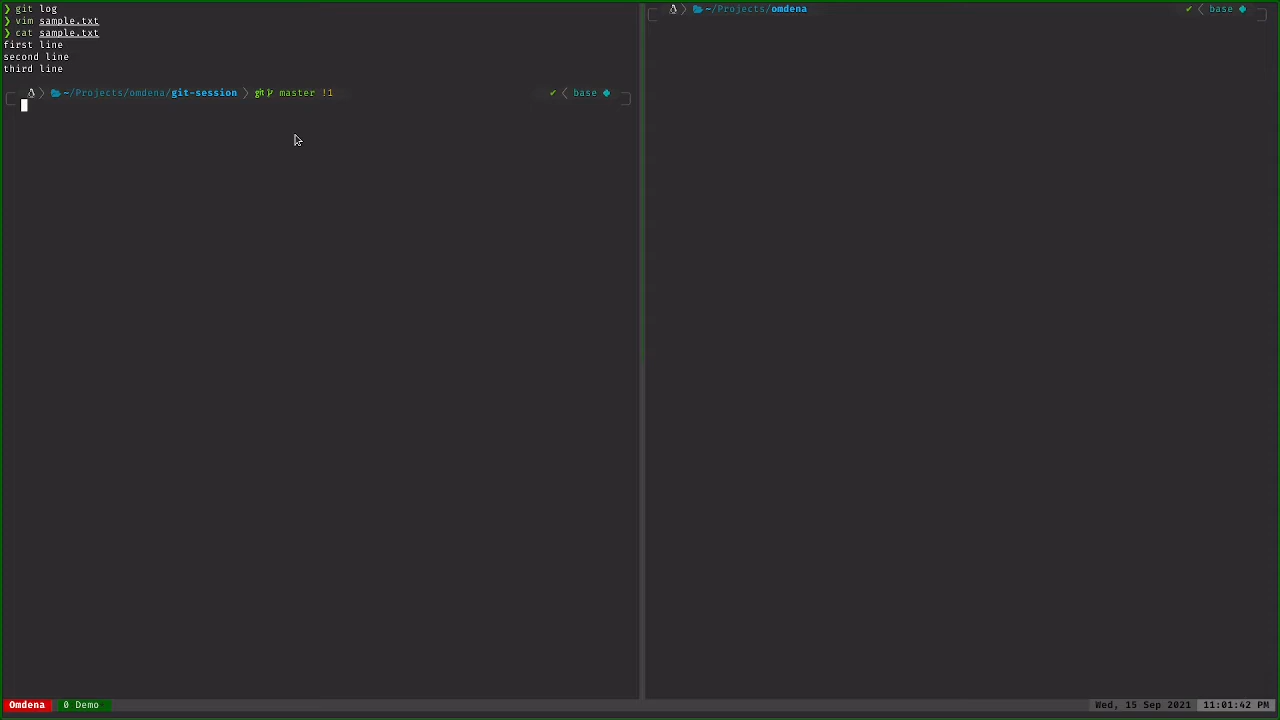 ❯ git log
❯ vim sample.txt
❯ cat sample.txt
first line
second line
third line
~/Projects/omdena/git-session git master !1 ✔ base
~/Projects/omdena ✔ base
Omdena 0 Demo Wed, 15 Sep 2021 11:01:42 PM